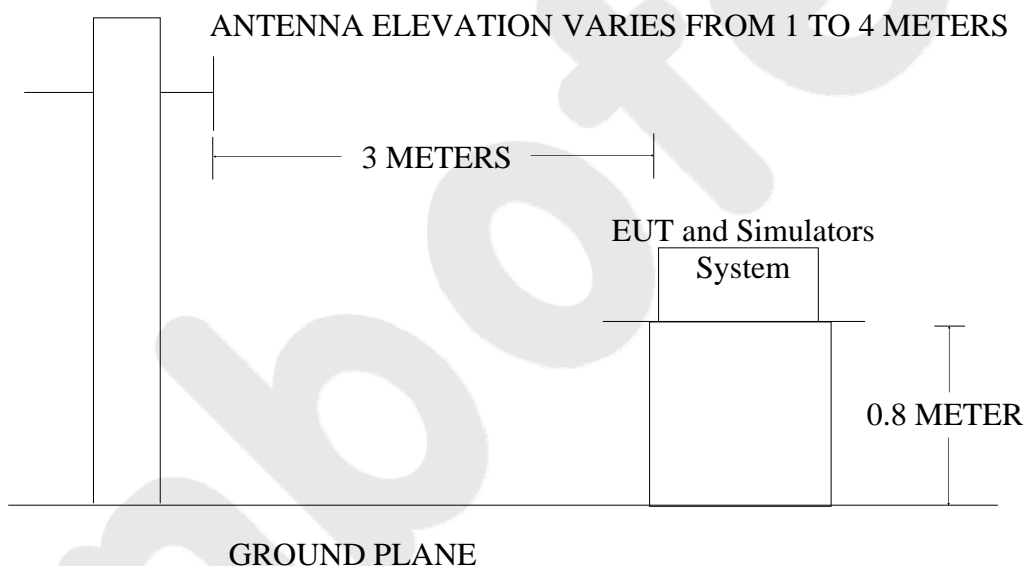 ANTENNA ELEVATION VARIES FROM 1 TO 4 METERS
3 METERS
EUT and Simulators
System
0.8 METER
GROUND PLANE